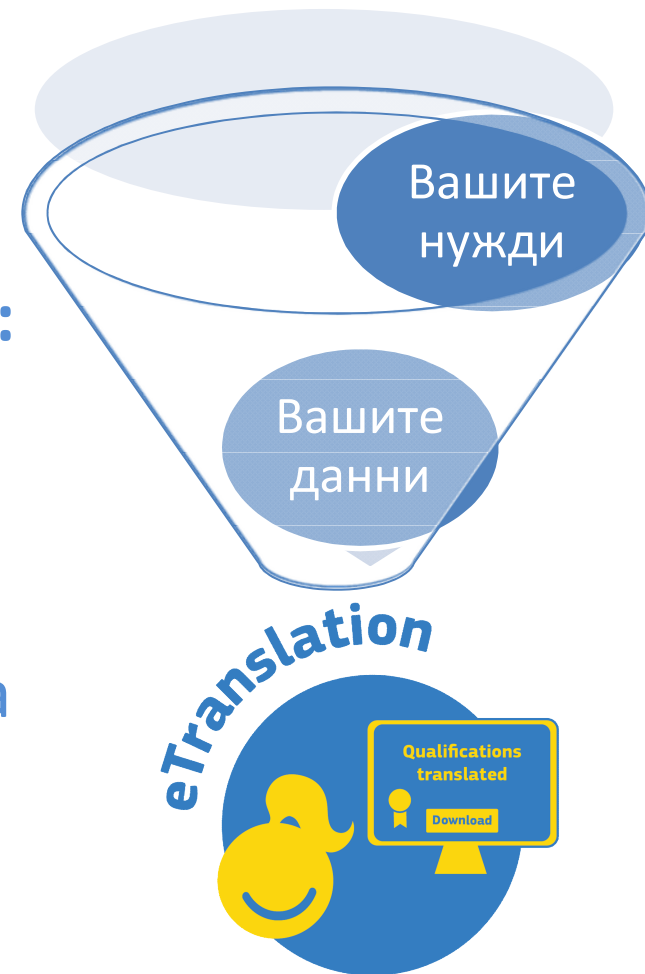 Вашите
нужди
:
Вашите
данни
eTranslation
а
Qualifications
translated
Download